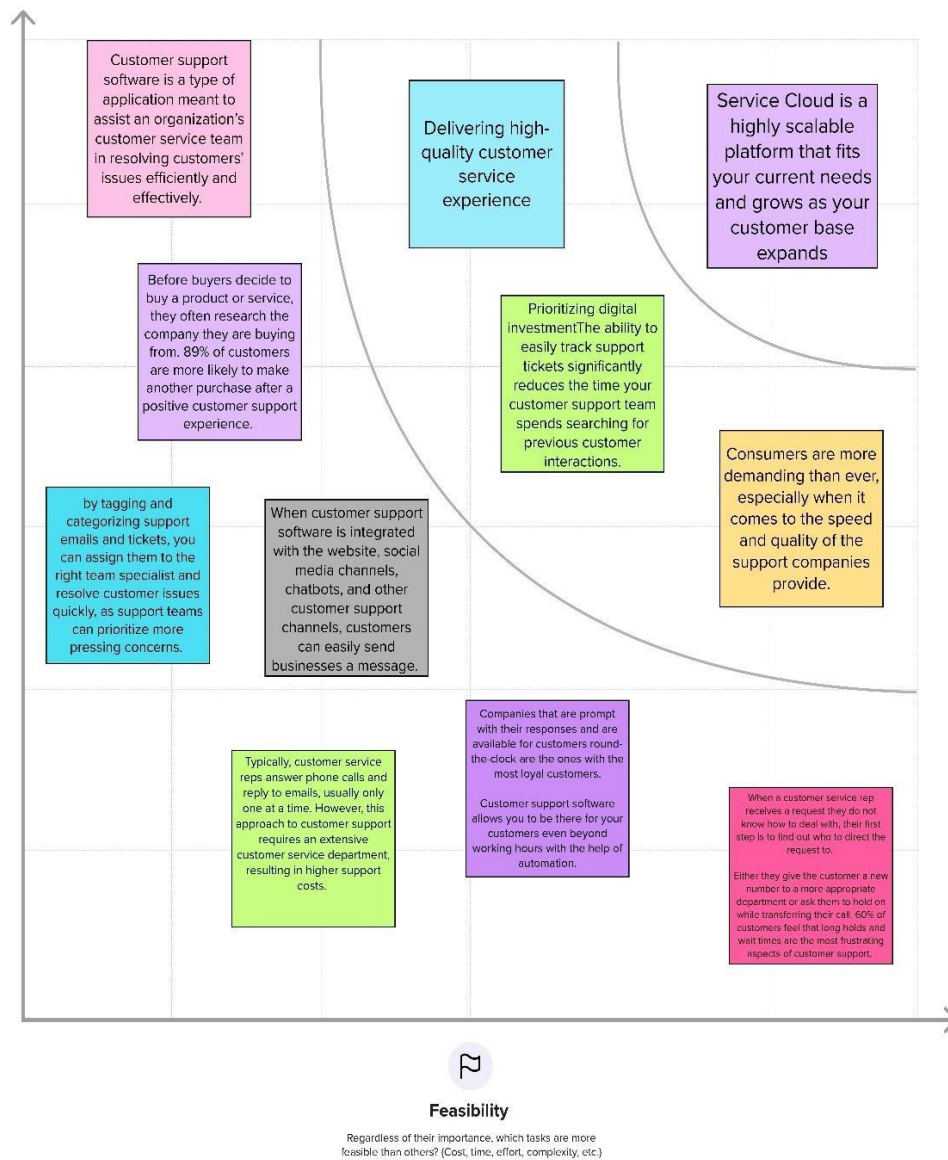 Customer support
software is a type of
application meant to
assist an organization's
customer service team
in resolving customers'
issues efficiently and
effectively.
Delivering high-
quality customer
service
experience
Service Cloud is a
highly scalable
platform that fits
your current needs
and grows as your
customer base
expands
Before buyers decide to
buy a product or service,
they often research the
company they are buying
from. 89% of customers
are more likely to make
another purchase after a
positive customer support
experience.
Prioritizing digital
investmentThe ability to
easily track support
tickets significantly
reduces the time your
customer support team
spends searching for
previous customer
interactions.
Consumers are more
demanding than ever,
especially when it
comes to the speed
and quality of the
support companies
provide.
by tagging and
categorizing support
emails and tickets, you
can assign them to the
right team specialist and
resolve customer issues
quickly, as support teams
can prioritize more
pressing concerns.
When customer support
software is integrated
with the website, social
media channels,
chatbots, and other
customer support
channels, customers
can easily send
businesses a message.
Typically, customer service
reps answer phone calls and
reply to emails, usually only
one at a time. However, this
approach to customer support
requires an extensive
customer service department,
resulting in higher support
costs.
Companies that are prompt
with their responses and are
available for customers round-
the-clock are the ones with the
most loyal customers.
Customer support software
allows you to be there for your
customers even beyond
working hours with the help of
automation.
When a customer service rep
receives a request they do not
know how to deal with, their first
step is to find out who to direct the
request to.
Either they give the customer a new
number to a more appropriate
department or ask them to hold on
while transferring their call. 60% of
customers feel that long holds and
wait times are the most frustrating
aspects of customer support.
Feasibility
Regardless of their importance, which tasks are more
feasible than others? (Cost, time, effort, complexity, etc.)